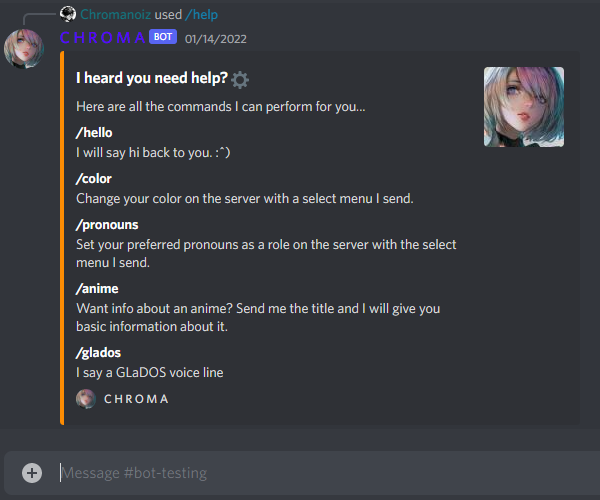 Chromanoiz used /help
CHROMA BOT 01/14/2022
I heard you need help?
Here are all the commands I can perform for you...
/hello
I will say hi back to you. :^)
/color
Change your color on the server with a select menu I send.
/pronouns
Set your preferred pronouns as a role on the server with the select
menu I send.
/anime
Want info about an anime? Send me the title and I will give you
basic information about it.
/glados
I say a GLaDOS voice line
CHROMA
Message #bot-testing